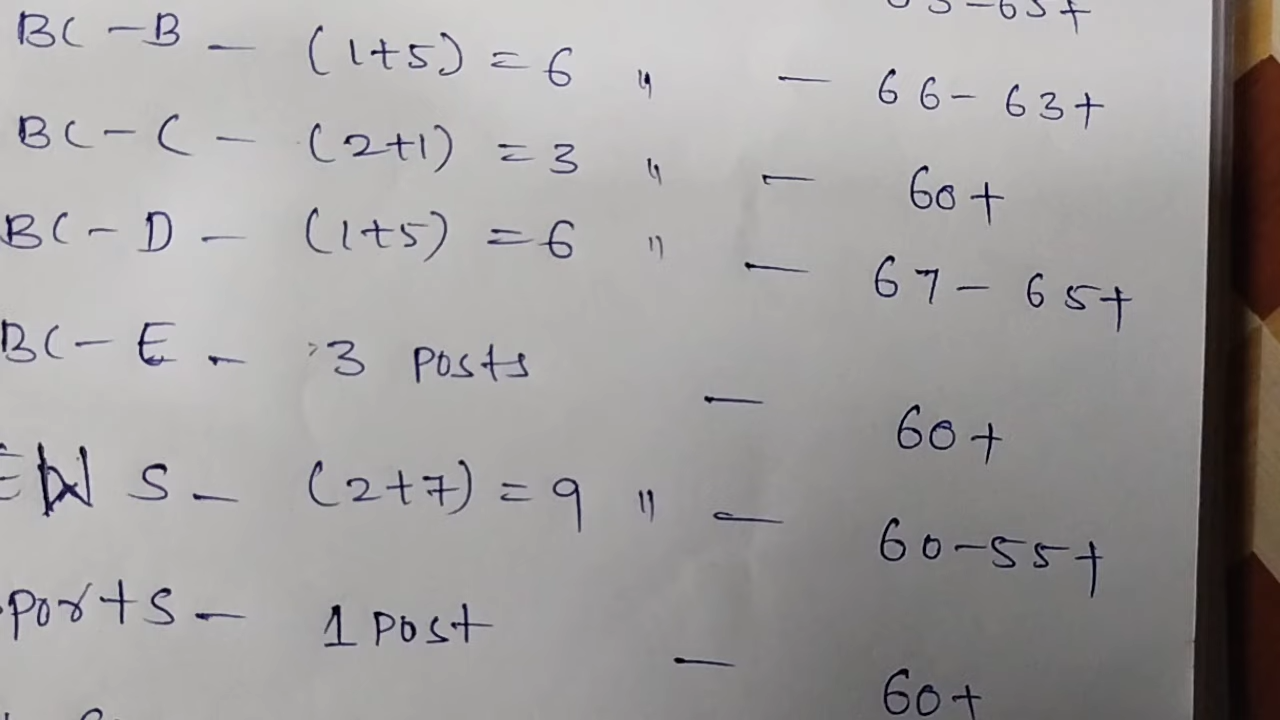 BC - B - (1+5) = 6 " - 66 - 63+
BC - C - (2+1) = 3 " - 60+
BC - D - (1+5) = 6 " - 67 - 65+
BC - E - 3 posts - 60+
EWS - (2+7) = 9 " - 60-55+
ports - 1 post - 60+